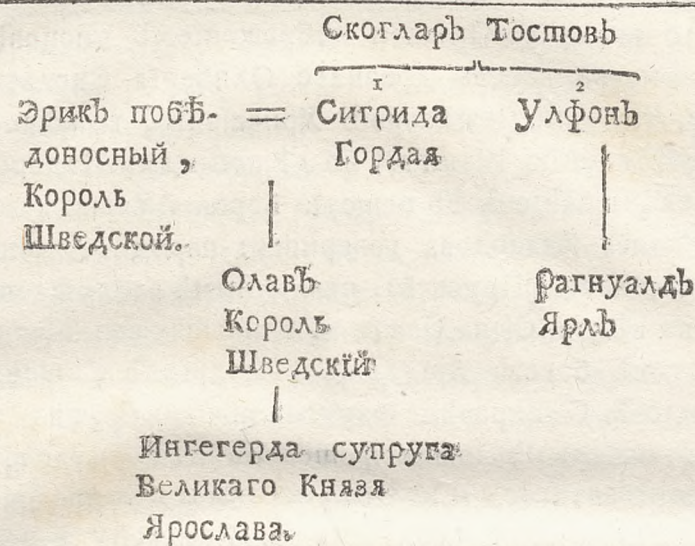 Скогларъ Тостовъ
1 2
Эрикъ побѣ- = Сигрида Улфонъ
доносный, Гордая
Король
Шведской.
Олавъ Рагнуалдъ
Король Ярлъ
Шведскїй
Ингегерда супруга
Великаго Князя
Ярослава.